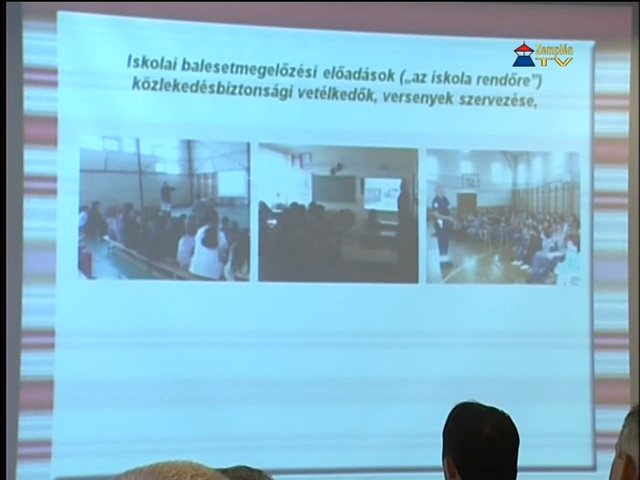 Zemplén
TV
Iskolai balesetmegelőzési előadások („az iskola rendőre")
közlekedésbiztonsági vetélkedők, versenyek szervezése,